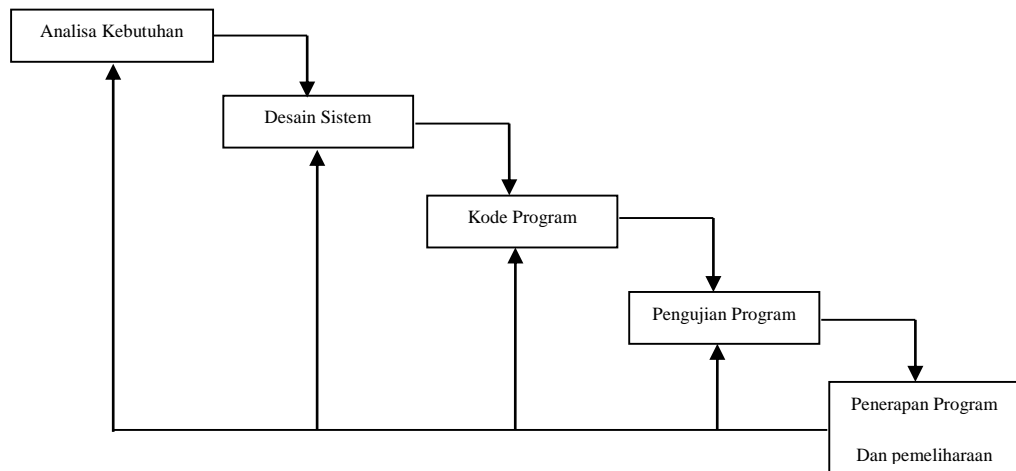 Analisa Kebutuhan
Desain Sistem
Kode Program
Pengujian Program
Penerapan Program
Dan pemeliharaan